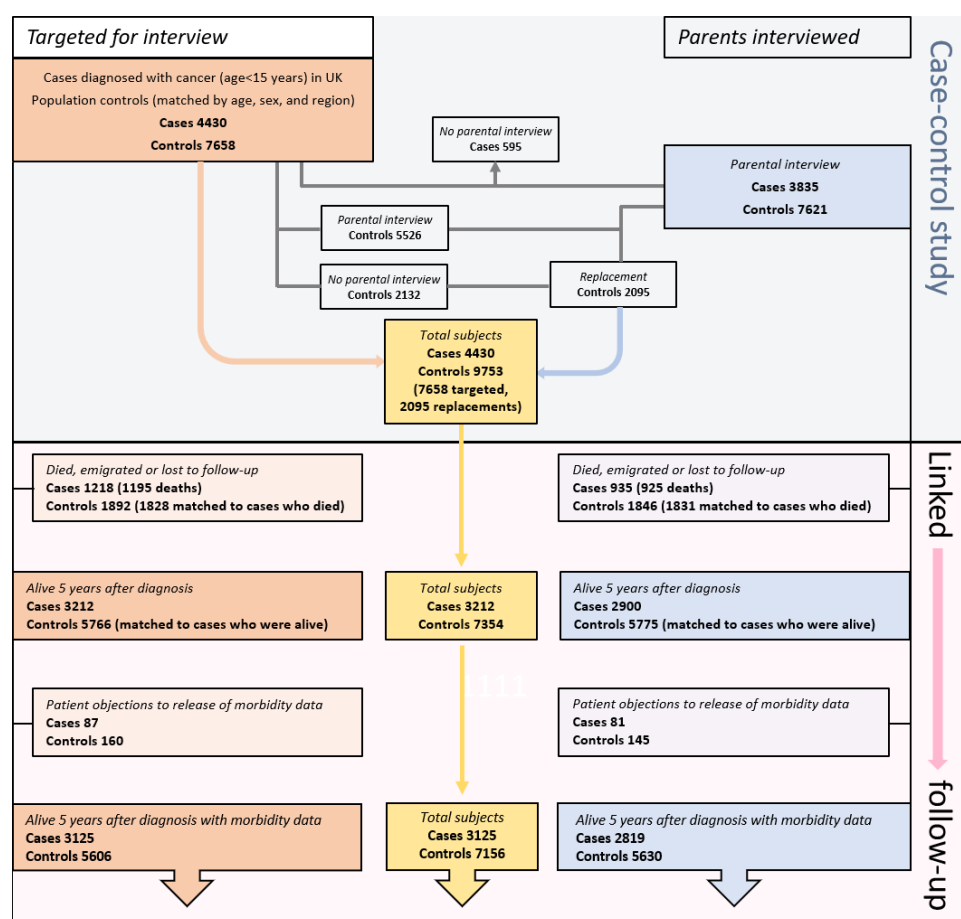 Targeted for interview
Parents interviewed
Cases diagnosed with cancer (age<15 years) in UK
Population controls (matched by age, sex, and region)
Cases 4430
Controls 7658
No parental interview
Cases 595
Parental interview
Cases 3835
Controls 7621
Parental interview
Controls 5526
No parental interview
Controls 2132
Replacement
Controls 2095
Case-control study
Total subjects
Cases 4430
Controls 9753
(7658 targeted,
2095 replacements)
Died, emigrated or lost to follow-up
Cases 1218 (1195 deaths)
Controls 1892 (1828 matched to cases who died)
Died, emigrated or lost to follow-up
Cases 935 (925 deaths)
Controls 1846 (1831 matched to cases who died)
Alive 5 years after diagnosis
Cases 3212
Controls 5766 (matched to cases who were alive)
Total subjects
Cases 3212
Controls 7354
Alive 5 years after diagnosis
Cases 2900
Controls 5775 (matched to cases who were alive)
1111
Patient objections to release of morbidity data
Cases 87
Controls 160
Patient objections to release of morbidity data
Cases 81
Controls 145
Alive 5 years after diagnosis with morbidity data
Cases 3125
Controls 5606
Total subjects
Cases 3125
Controls 7156
Alive 5 years after diagnosis with morbidity data
Cases 2819
Controls 5630
Linked
follow-up